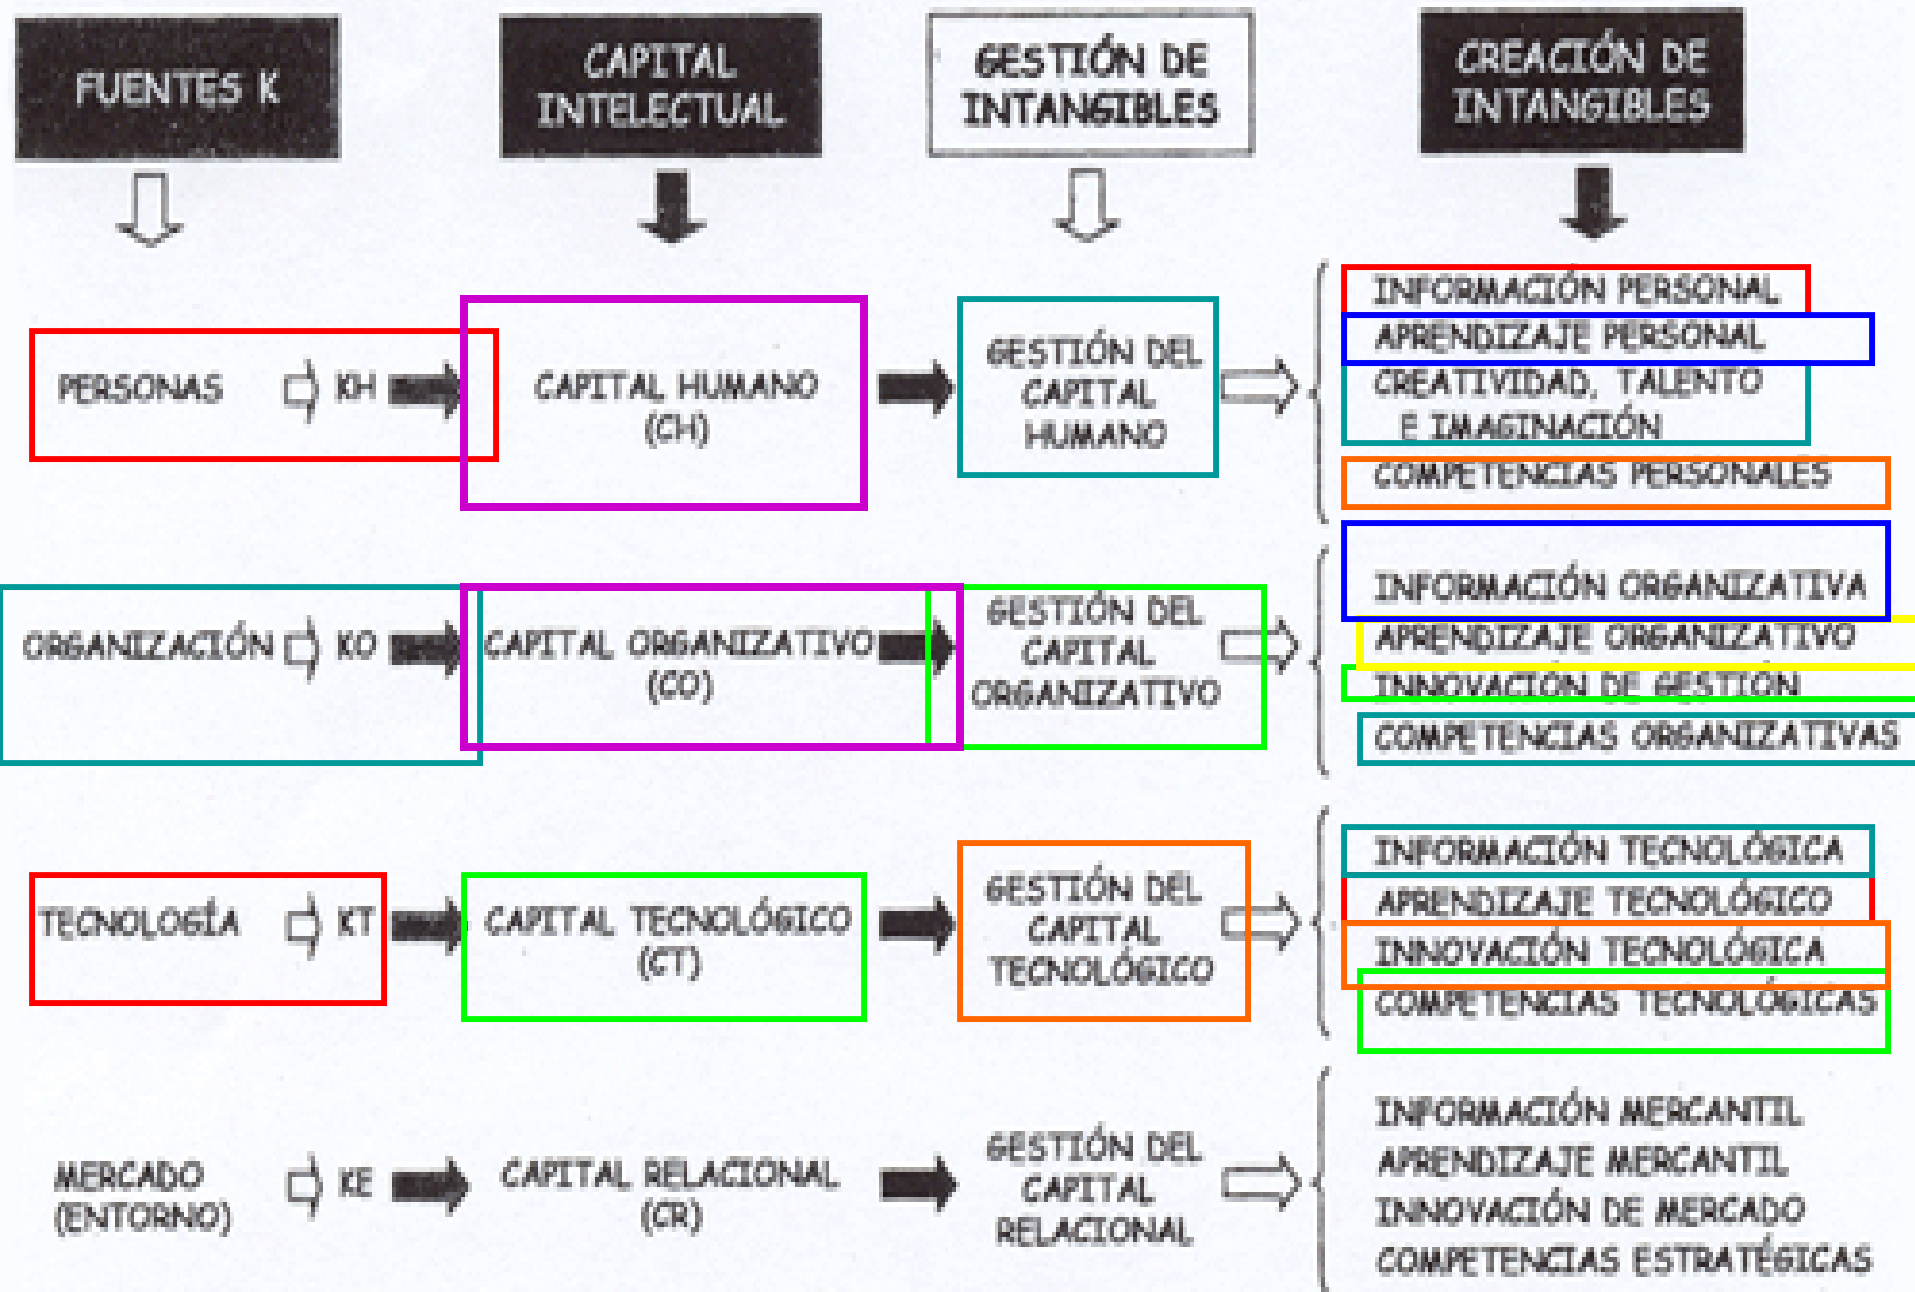 FUENTES K
CAPITAL
INTELECTUAL
GESTIÓN DE
INTANGIBLES
CREACIÓN DE
INTANGIBLES
PERSONAS KH
CAPITAL HUMANO
(CH)
GESTIÓN DEL
CAPITAL
HUMANO
INFORMACIÓN PERSONAL
APRENDIZAJE PERSONAL
CREATIVIDAD, TALENTO
E IMAGINACIÓN
COMPETENCIAS PERSONALES
ORGANIZACIÓN KO
CAPITAL ORGANIZATIVO
(CO)
GESTIÓN DEL
CAPITAL
ORGANIZATIVO
INFORMACIÓN ORGANIZATIVA
APRENDIZAJE ORGANIZATIVO
INNOVACIÓN DE GESTIÓN
COMPETENCIAS ORGANIZATIVAS
TECNOLOGÍA KT
CAPITAL TECNOLÓGICO
(CT)
GESTIÓN DEL
CAPITAL
TECNOLÓGICO
INFORMACIÓN TECNOLÓGICA
APRENDIZAJE TECNOLÓGICO
INNOVACIÓN TECNOLÓGICA
COMPETENCIAS TECNOLÓGICAS
MERCADO KE
(ENTORNO)
CAPITAL RELACIONAL
(CR)
GESTIÓN DEL
CAPITAL
RELACIONAL
INFORMACIÓN MERCANTIL
APRENDIZAJE MERCANTIL
INNOVACIÓN DE MERCADO
COMPETENCIAS ESTRATÉGICAS